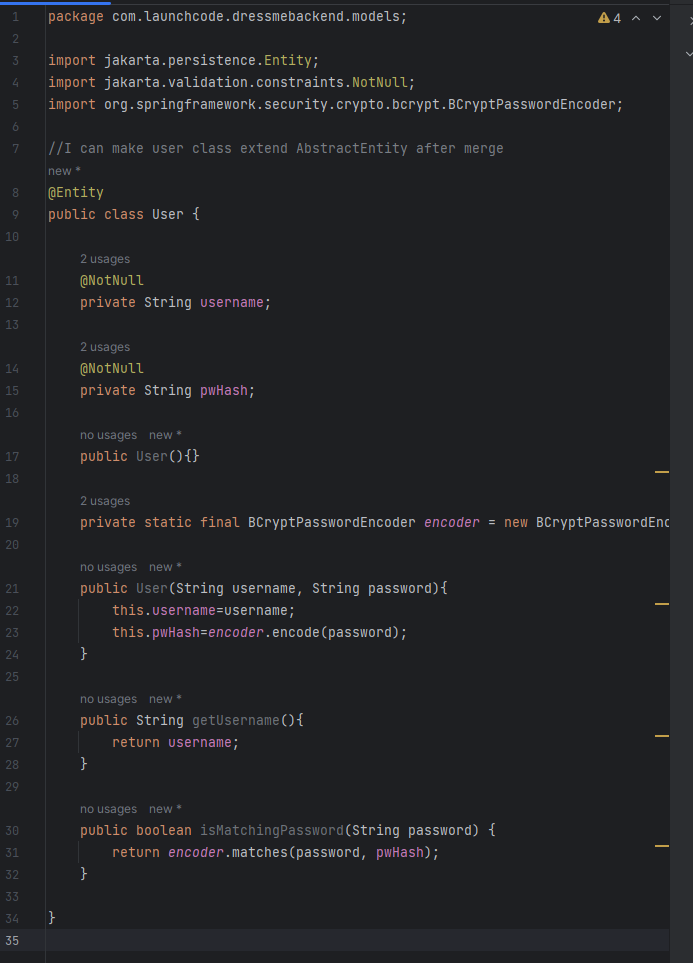 1 package com.launchcode.dressmebackend.models;
4
2
3 import jakarta.persistence.Entity;
4 import jakarta.validation.constraints.NotNull;
5 import org.springframework.security.crypto.bcrypt.BCryptPasswordEncoder;
6
7 //I can make user class extend AbstractEntity after merge
new *
8 @Entity
9 public class User {
10
2 usages
11 @NotNull
12 private String username;
13
2 usages
14 @NotNull
15 private String pwHash;
16
no usages new *
17 public User(){}
18
2 usages
19 private static final BCryptPasswordEncoder encoder = new BCryptPasswordEnc
20
no usages new *
21 public User(String username, String password){
22 this.username=username;
23 this.pwHash=encoder.encode(password);
24 }
25
no usages new *
26 public String getUsername(){
27 return username;
28 }
29
no usages new *
30 public boolean isMatchingPassword(String password) {
31 return encoder.matches(password, pwHash);
32 }
33
34 }
35